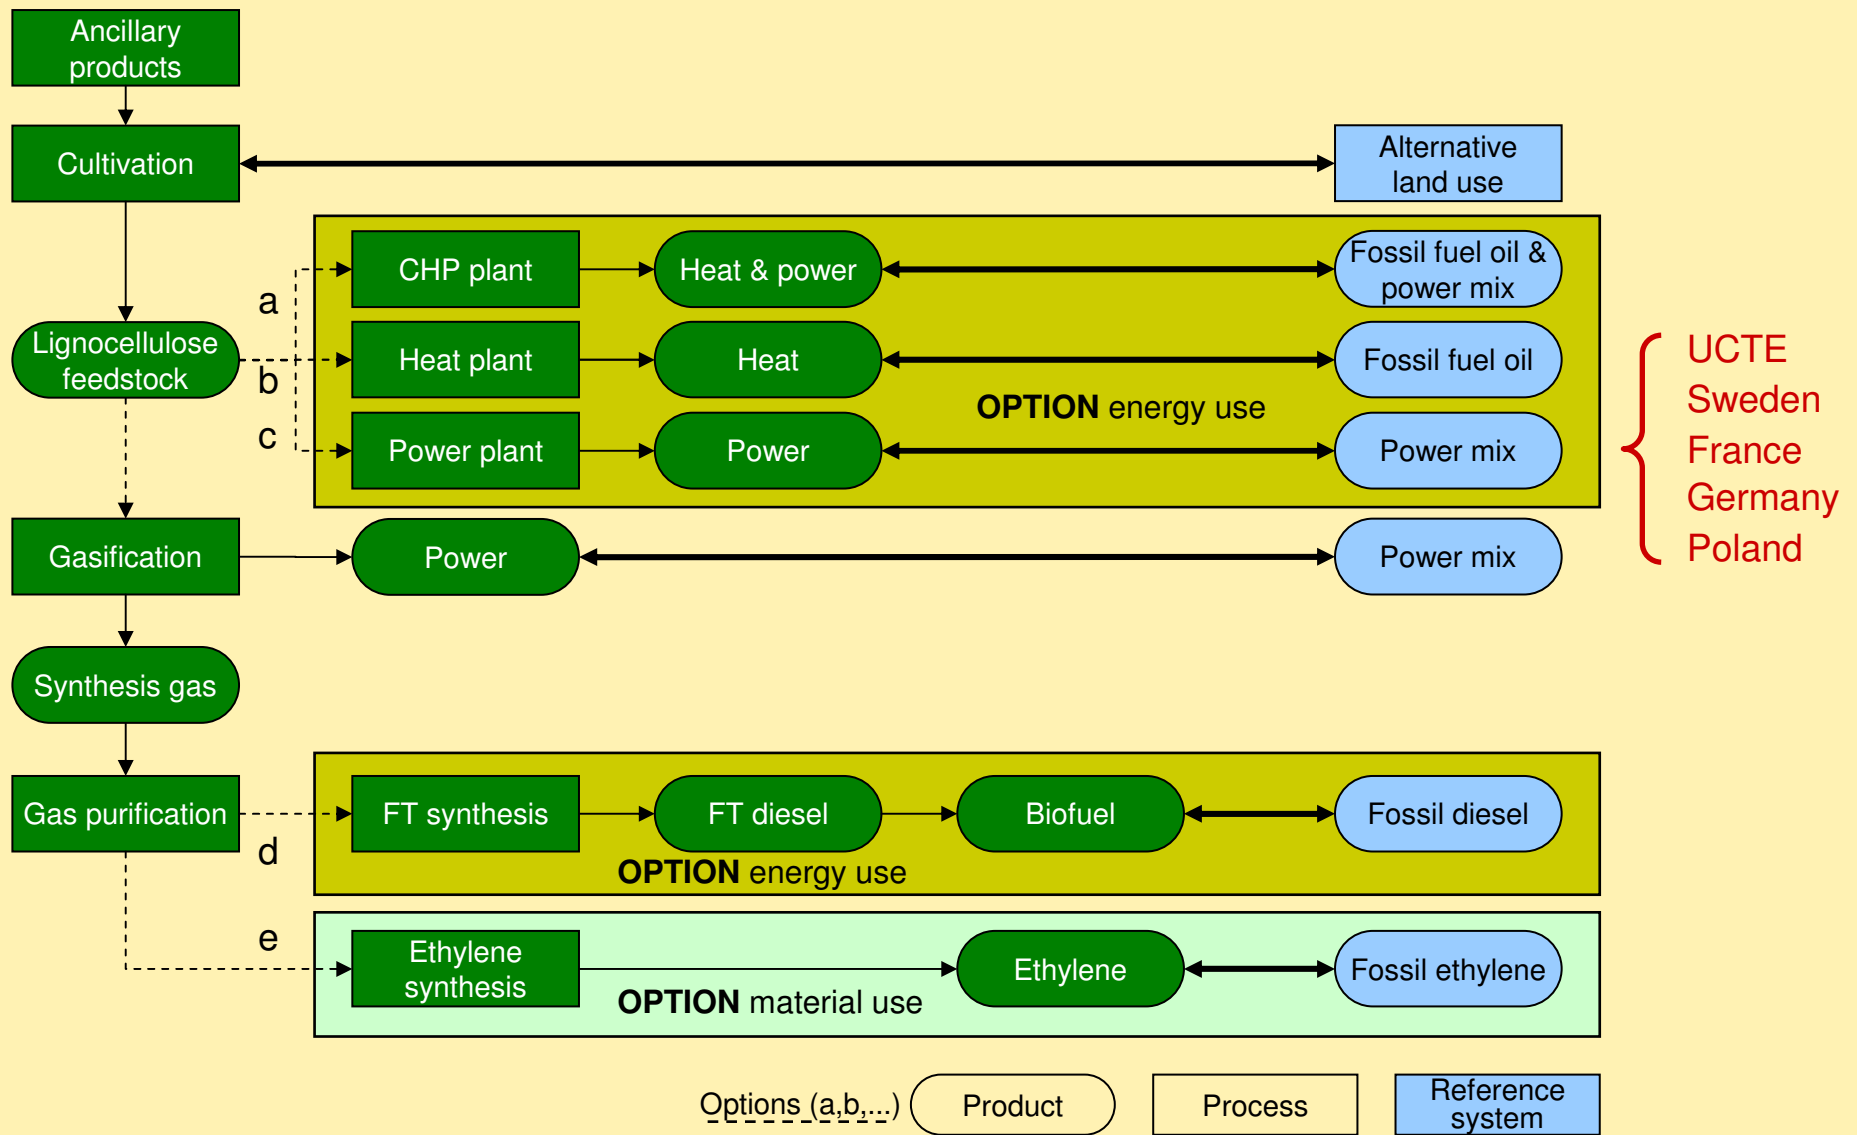 Ancillary
products
Cultivation
Alternative
land use
CHP plant
Heat & power
Fossil fuel oil &
power mix
a
Lignocellulose
feedstock
b
Heat plant
Heat
Fossil fuel oil
OPTION energy use
c
Power plant
Power
Power mix
UCTE
Sweden
France
Germany
Poland
Gasification
Power
Power mix
Synthesis gas
Gas purification
d
FT synthesis
FT diesel
Biofuel
Fossil diesel
OPTION energy use
e
Ethylene
synthesis
Ethylene
Fossil ethylene
OPTION material use
Options (a,b,...)
Product
Process
Reference
system